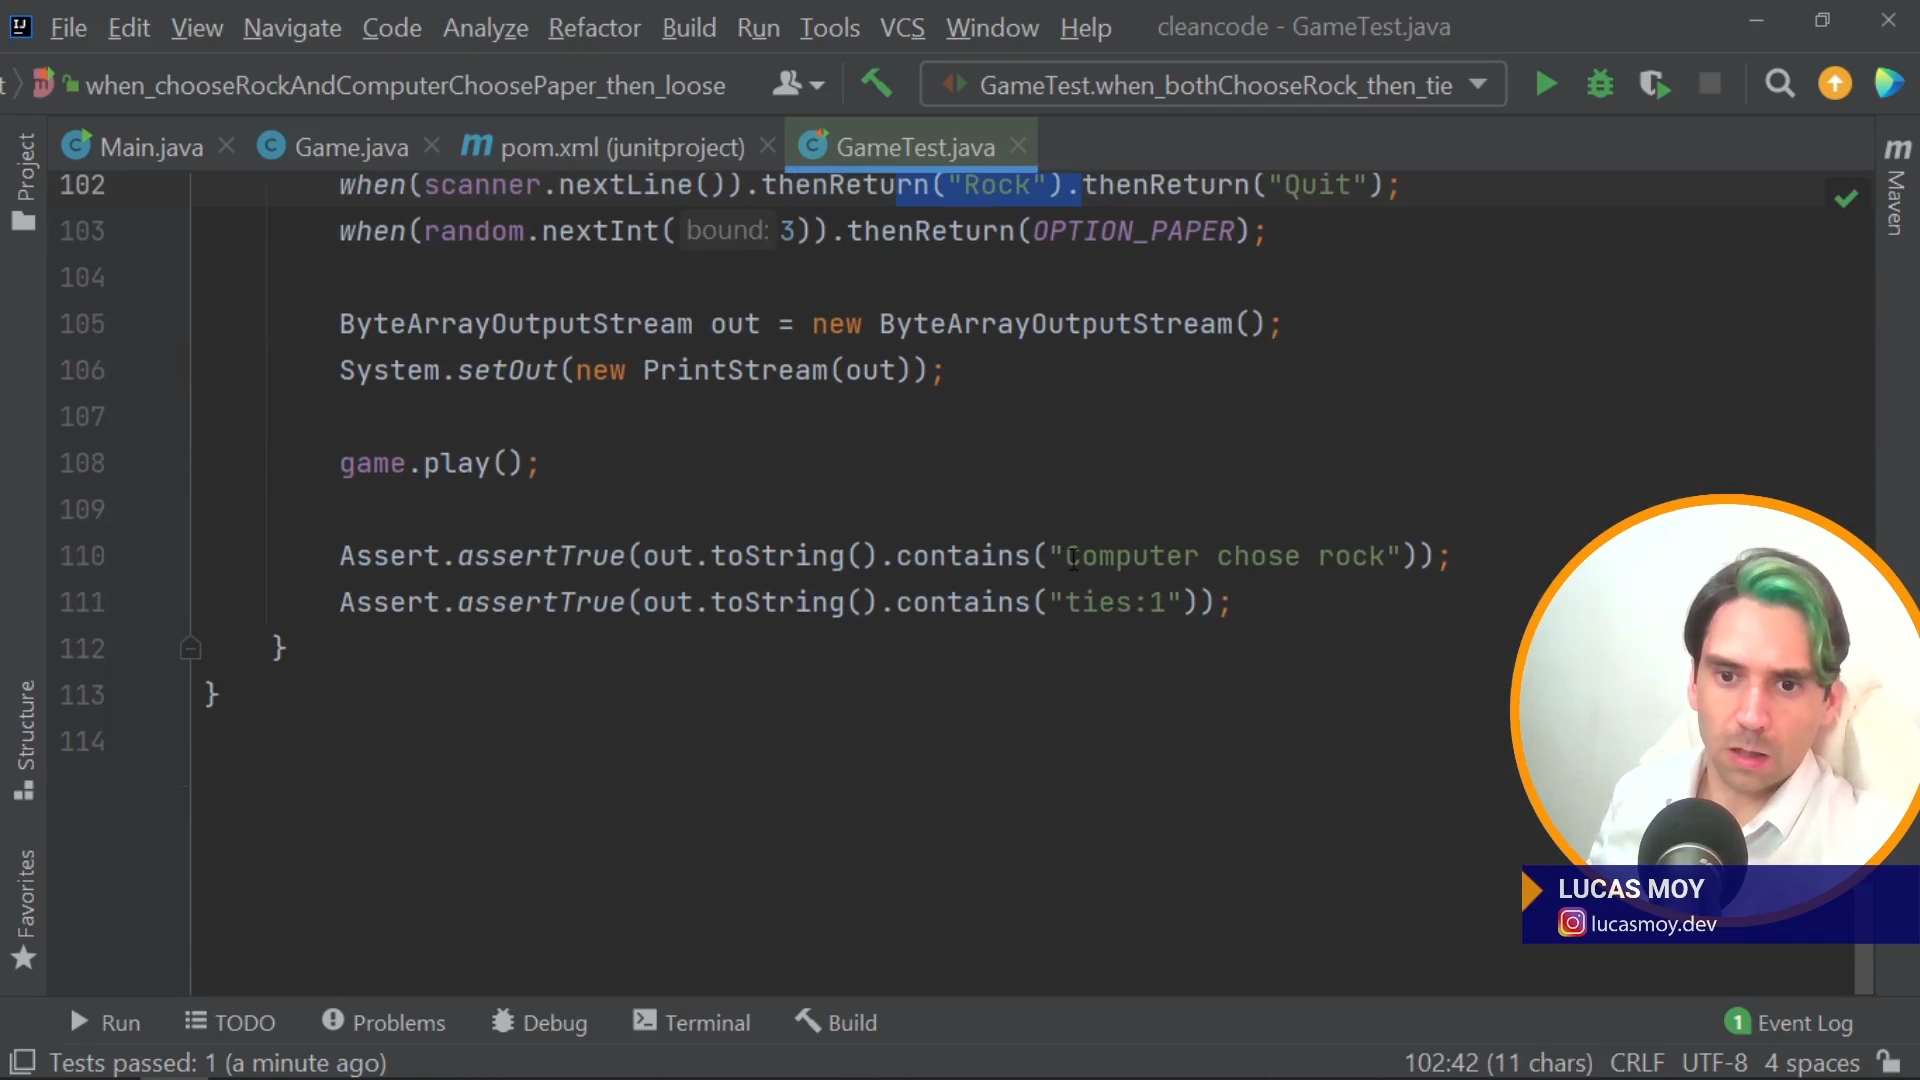 File Edit View Navigate Code Analyze Refactor Build Run Tools VCS Window Help cleancode - GameTest.java
t when_chooseRockAndComputerChoosePaper_then_loose GameTest.when_bothChooseRock_then_tie
Main.java Game.java pom.xml (junitproject) GameTest.java
Project
Structure
Favorites
Maven
102 when(scanner.nextLine()).thenReturn("Rock").thenReturn("Quit");
103 when(random.nextInt( bound: 3)).thenReturn(OPTION_PAPER);
104
105 ByteArrayOutputStream out = new ByteArrayOutputStream();
106 System.setOut(new PrintStream(out));
107
108 game.play();
109
110 Assert.assertTrue(out.toString().contains("Computer chose rock"));
111 Assert.assertTrue(out.toString().contains("ties:1"));
112 }
113 }
114
LUCAS MOY
lucasmoy.dev
Run TODO Problems Debug Terminal Build 1 Event Log
Tests passed: 1 (a minute ago) 102:42 (11 chars) CRLF UTF-8 4 spaces